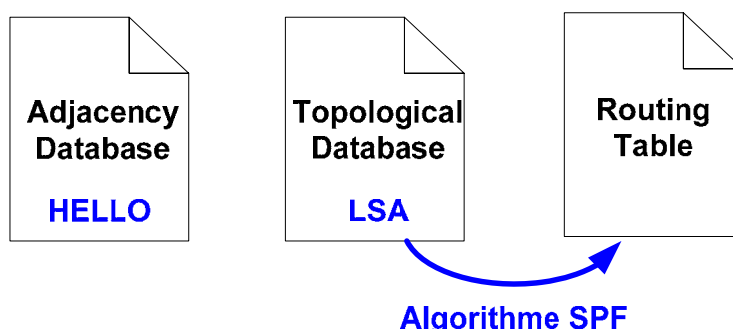 Adjacency
Database
HELLO
Topological
Database
LSA
Routing
Table
Algorithme SPF